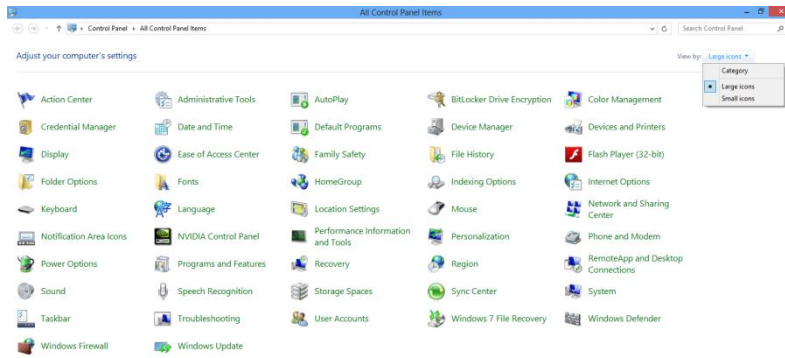 All Control Panel Items
Control Panel All Control Panel Items
Search Control Panel
Adjust your computer's settings
View by: Large icons
Category
Large icons
Small icons
Action Center
Administrative Tools
AutoPlay
BitLocker Drive Encryption
Color Management
Credential Manager
Date and Time
Default Programs
Device Manager
Devices and Printers
Display
Ease of Access Center
Family Safety
File History
Flash Player (32-bit)
Folder Options
Fonts
HomeGroup
Indexing Options
Internet Options
Keyboard
Language
Location Settings
Mouse
Network and Sharing
Center
Notification Area Icons
NVIDIA Control Panel
Performance Information
and Tools
Personalization
Phone and Modem
Power Options
Programs and Features
Recovery
Region
RemoteApp and Desktop
Connections
Sound
Speech Recognition
Storage Spaces
Sync Center
System
Taskbar
Troubleshooting
User Accounts
Windows 7 File Recovery
Windows Defender
Windows Firewall
Windows Update